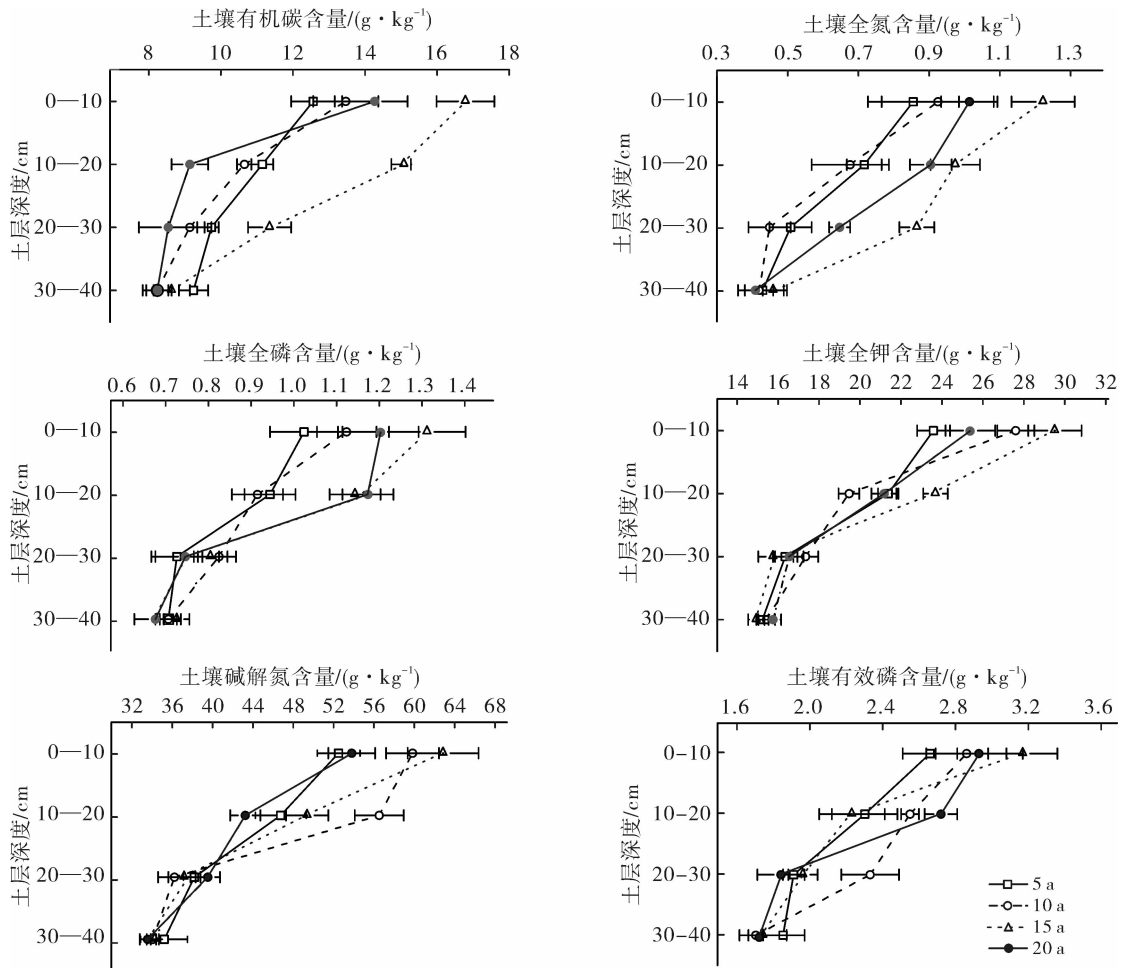 土壤有机碳含量/(g·kg⁻¹)
8 10 12 14 16 18
土层深度/cm
0—10
10—20
20—30
30—40
土壤全氮含量/(g·kg⁻¹)
0.3 0.5 0.7 0.9 1.1 1.3
土层深度/cm
0—10
10—20
20—30
30—40
土壤全磷含量/(g·kg⁻¹)
0.6 0.7 0.8 0.9 1.0 1.1 1.2 1.3 1.4
土层深度/cm
0—10
10—20
20—30
30—40
土壤全钾含量/(g·kg⁻¹)
14 16 18 20 22 24 26 28 30 32
土层深度/cm
0—10
10—20
20—30
30—40
土壤碱解氮含量/(g·kg⁻¹)
32 36 40 44 48 52 56 60 64 68
土层深度/cm
0—10
10—20
20—30
30—40
土壤有效磷含量/(g·kg⁻¹)
1.6 2.0 2.4 2.8 3.2 3.6
土层深度/cm
0–10
10–20
20–30
30–40
5 a
10 a
15 a
20 a